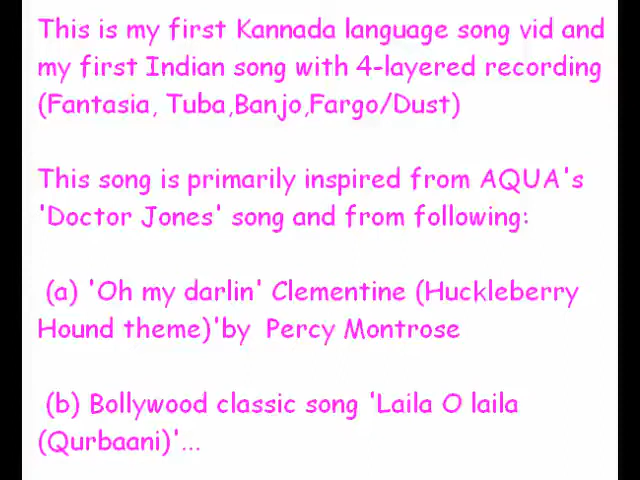 This is my first Kannada language song vid and
my first Indian song with 4-layered recording
(Fantasia, Tuba,Banjo,Fargo/Dust)
This song is primarily inspired from AQUA's
'Doctor Jones' song and from following:
(a) 'Oh my darlin' Clementine (Huckleberry
Hound theme)'by Percy Montrose
(b) Bollywood classic song 'Laila O laila
(Qurbaani)'...